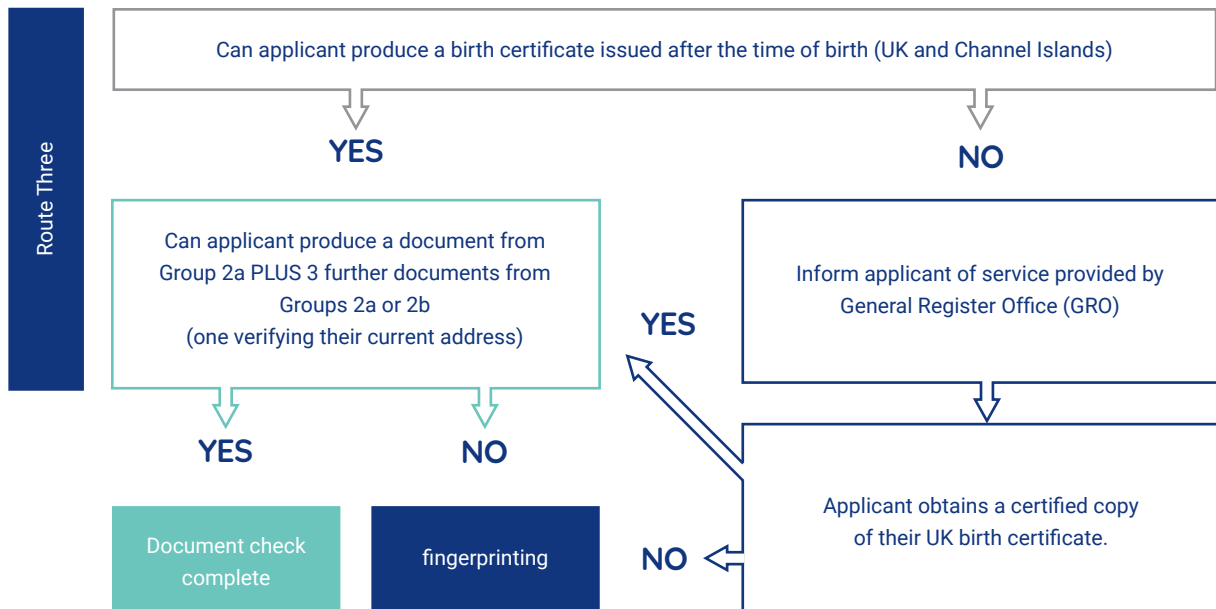 Route Three
Can applicant produce a birth certificate issued after the time of birth (UK and Channel Islands)
YES
NO
Can applicant produce a document from
Group 2a PLUS 3 further documents from
Groups 2a or 2b
(one verifying their current address)
Inform applicant of service provided by
General Register Office (GRO)
YES
YES
NO
Applicant obtains a certified copy
of their UK birth certificate.
NO
Document check
complete
fingerprinting